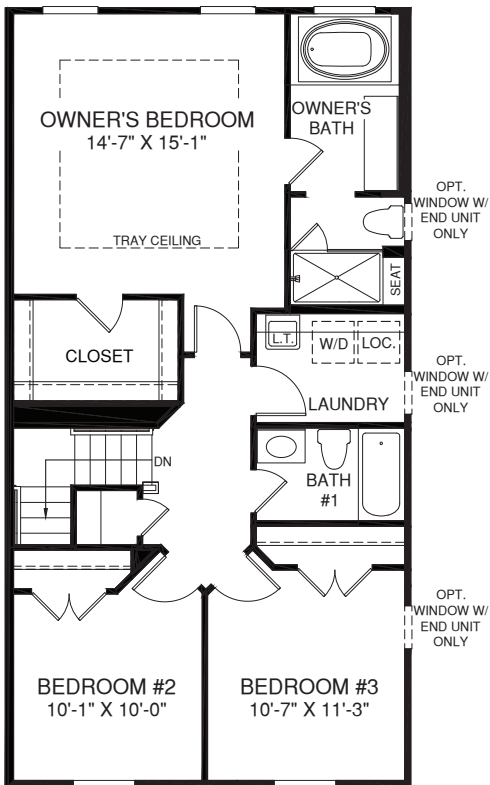 OWNER'S BEDROOM
14'-7" X 15'-1"
TRAY CEILING
OWNER'S
BATH
OPT.
WINDOW W/
END UNIT
ONLY
SEAT
CLOSET
L.T.
W/D
LOC.
LAUNDRY
OPT.
WINDOW W/
END UNIT
ONLY
DN
BATH
#1
OPT.
WINDOW W/
END UNIT
ONLY
BEDROOM #2
10'-1" X 10'-0"
BEDROOM #3
10'-7" X 11'-3"